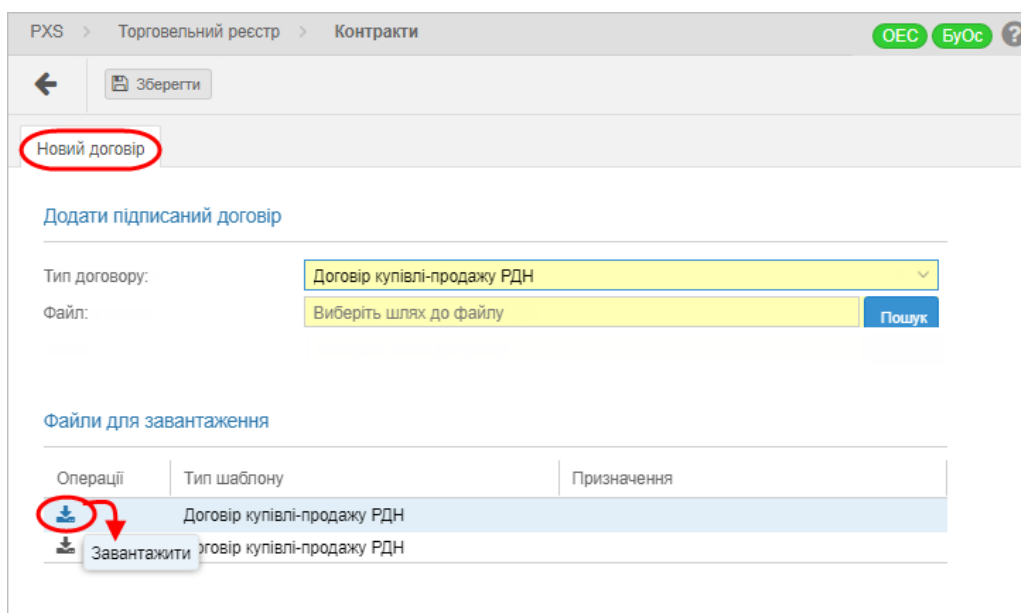 PXS > Торговельний реєстр > Контракти ОЕС БуОс ?
Зберегти
Новий договір
Додати підписаний договір
Тип договору: Договір купівлі-продажу РДН
Файл: Виберіть шлях до файлу Пошук
Файли для завантаження
Операції Тип шаблону Призначення
Договір купівлі-продажу РДН
Завантажити говір купівлі-продажу РДН